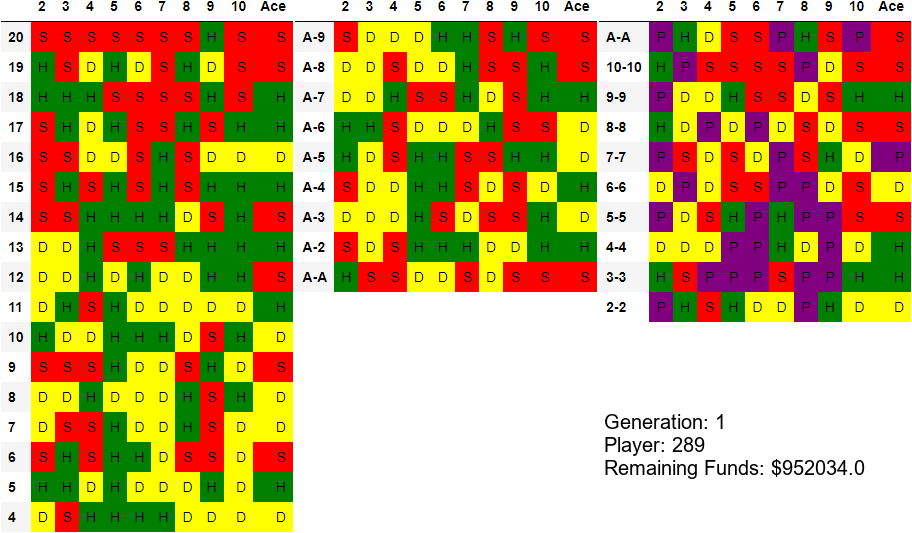 2 3 4 5 6 7 8 9 10 Ace
20 S S S S S S S H S S
19 H S D H D S H D S S
18 H H H S S S S H S H
17 S H D H S S H S H H
16 S S D D S H S D D D
15 S H S H S H S H H H
14 S S H H H H D S H S
13 D D H S S S H H H H
12 D D H D H D D H H S
11 D H S H D D D D D H
10 H D D H H H D S H D
9 S S S H D D S H D S
8 D D H D D D H S H D
7 D S S H D D H S D D
6 S H S H H D S S D S
5 H H D H D D D H D H
4 D S H H H H D D D D
2 3 4 5 6 7 8 9 10 Ace
A-9 S D D D H H S H S S
A-8 D D S D D H S S H S
A-7 D D H S S H D S H H
A-6 H H S D D D H S S D
A-5 H D S H H S S H H D
A-4 S D D H H S D S D H
A-3 D D D H S D S S H D
A-2 S D S H H H D D H H
A-A H S S D D S D S S S
2 3 4 5 6 7 8 9 10 Ace
A-A P H D S S P H S P S
10-10 H P S S S S P D S S
9-9 P D D H S S D S H H
8-8 H D P D P D S D S S
7-7 P S D S D P S H D P
6-6 D P D S S P P D S D
5-5 P D S H P H P P S S
4-4 D D D P P H D P D H
3-3 H S P P P S P P H H
2-2 P H S H D D P H D D
Generation: 1
Player: 289
Remaining Funds: $952034.0